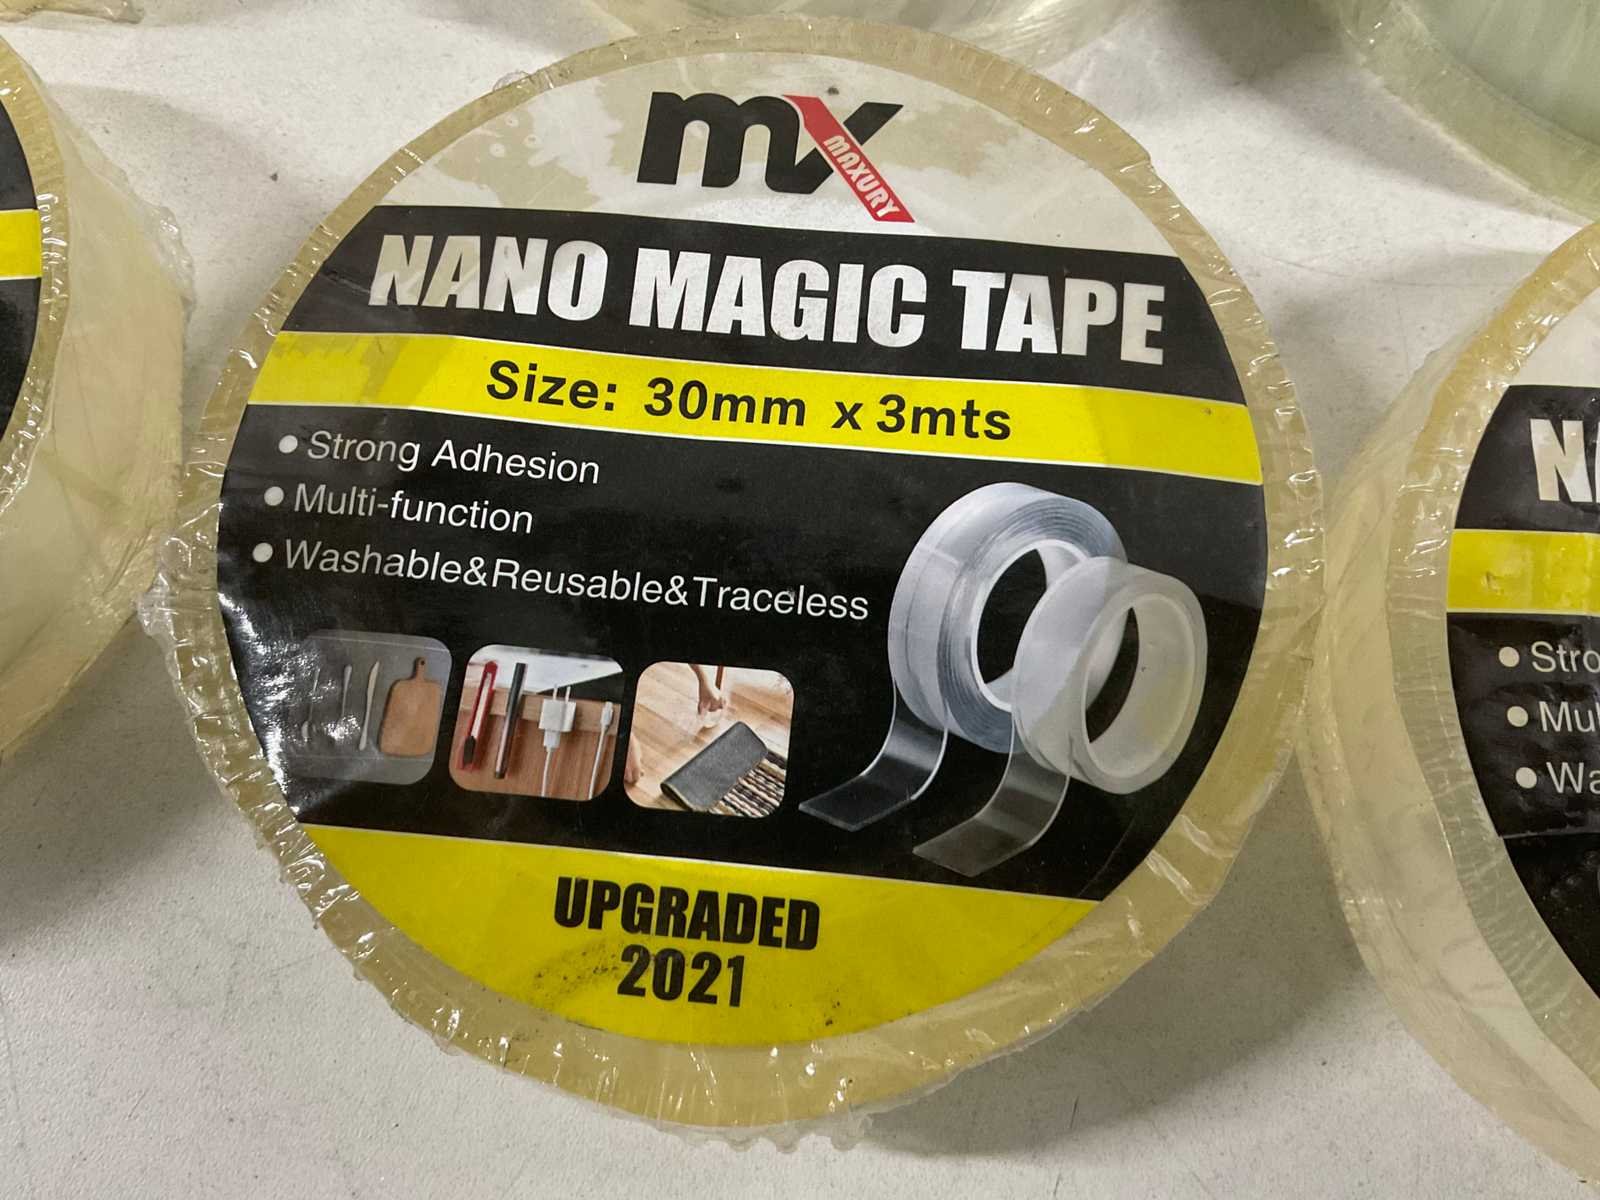 mx
MAXURY
NANO MAGIC TAPE
Size: 30mm x 3mts
• Strong Adhesion
• Multi-function
• Washable&Reusable&Traceless
UPGRADED
2021